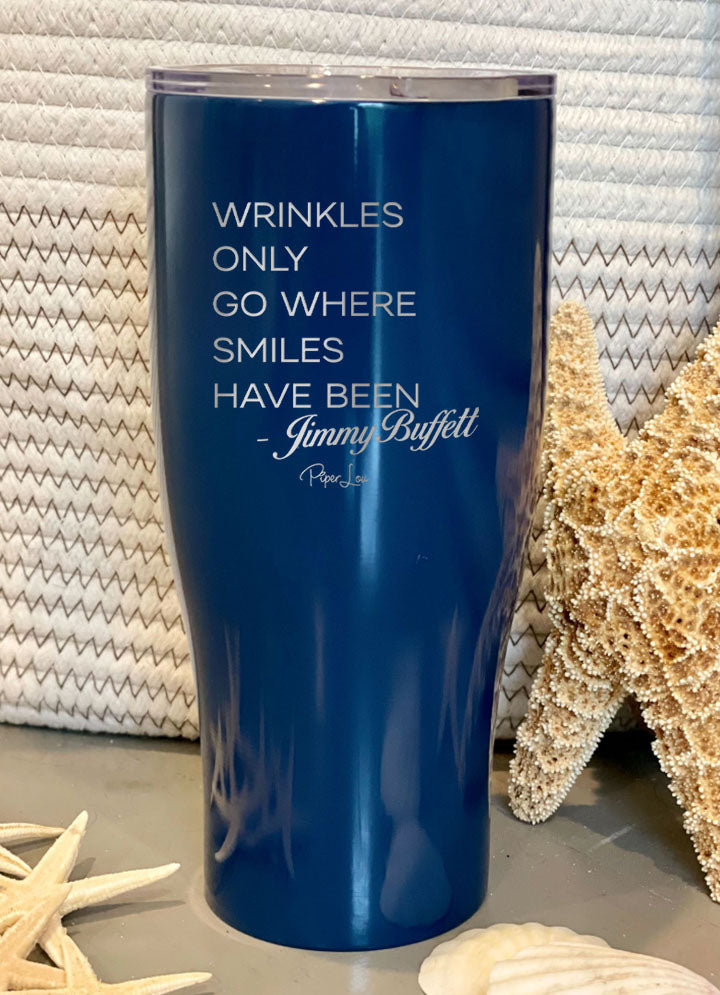 WRINKLES
ONLY
GO WHERE
SMILES
HAVE BEEN
- Jimmy Buffett
Piper Lou